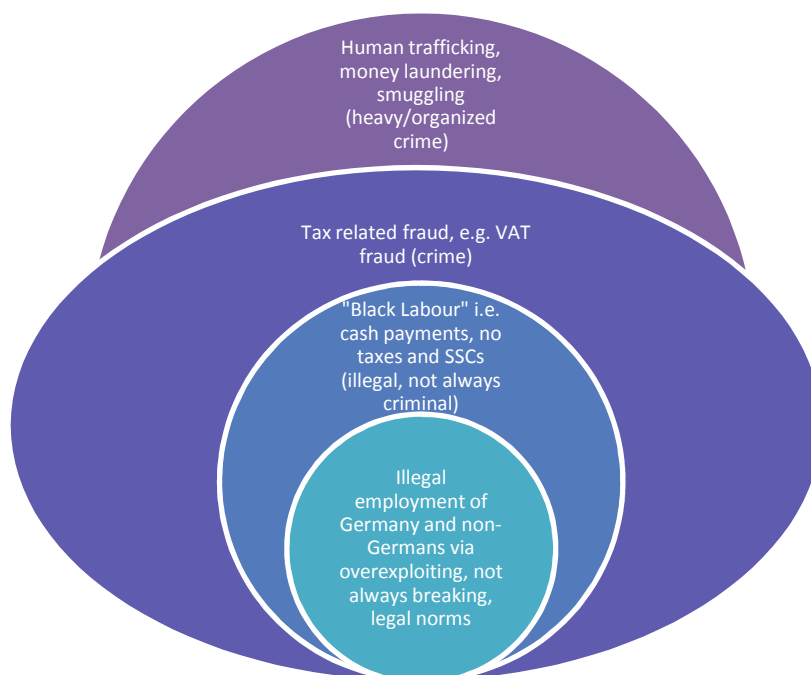 Human trafficking,
money laundering,
smuggling
(heavy/organized
crime)
Tax related fraud, e.g. VAT
fraud (crime)
"Black Labour" i.e.
cash payments, no
taxes and SSCs
(illegal, not always
criminal)
Illegal
employment of
Germany and non-
Germans via
overexploiting, not
always breaking,
legal norms